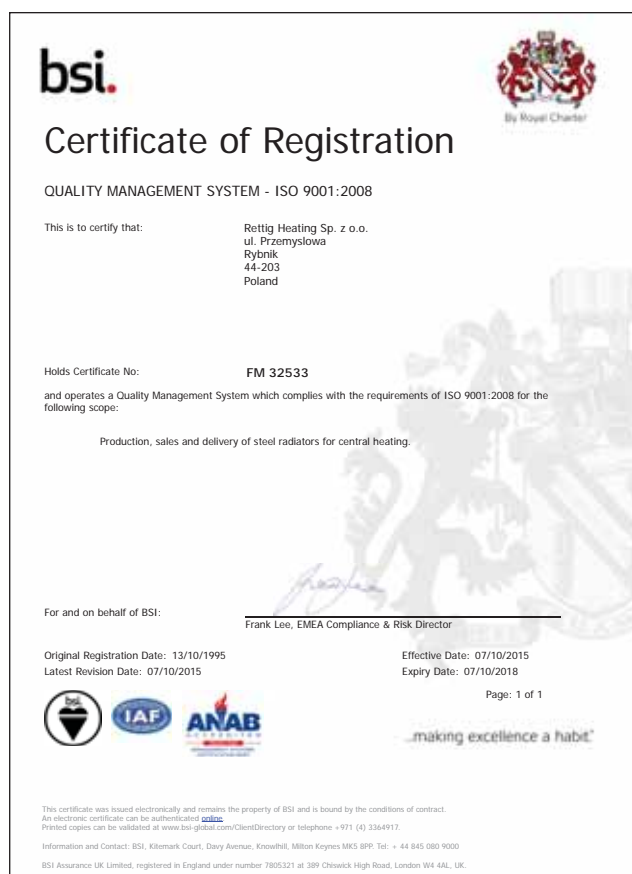 bsi.
By Royal Charter
Certificate of Registration
QUALITY MANAGEMENT SYSTEM - ISO 9001:2008
This is to certify that:
Rettig Heating Sp. z o.o.
ul. Przemyslowa
Rybnik
44-203
Poland
Holds Certificate No:
FM 32533
and operates a Quality Management System which complies with the requirements of ISO 9001:2008 for the
following scope:
Production, sales and delivery of steel radiators for central heating.
For and on behalf of BSI:
Frank Lee, EMEA Compliance & Risk Director
Original Registration Date: 13/10/1995
Effective Date: 07/10/2015
Latest Revision Date: 07/10/2015
Expiry Date: 07/10/2018
Page: 1 of 1
bsi.
IAF
ANAB
ACCREDITED
...making excellence a habit.™
This certificate was issued electronically and remains the property of BSI and is bound by the conditions of contract.
An electronic certificate can be authenticated online.
Printed copies can be validated at www.bsi-global.com/ClientDirectory or telephone +971 (4) 3364917.
Information and Contact: BSI, Kitemark Court, Davy Avenue, Knowlhill, Milton Keynes MK5 8PP. Tel: + 44 845 080 9000
BSI Assurance UK Limited, registered in England under number 7805321 at 389 Chiswick High Road, London W4 4AL, UK.